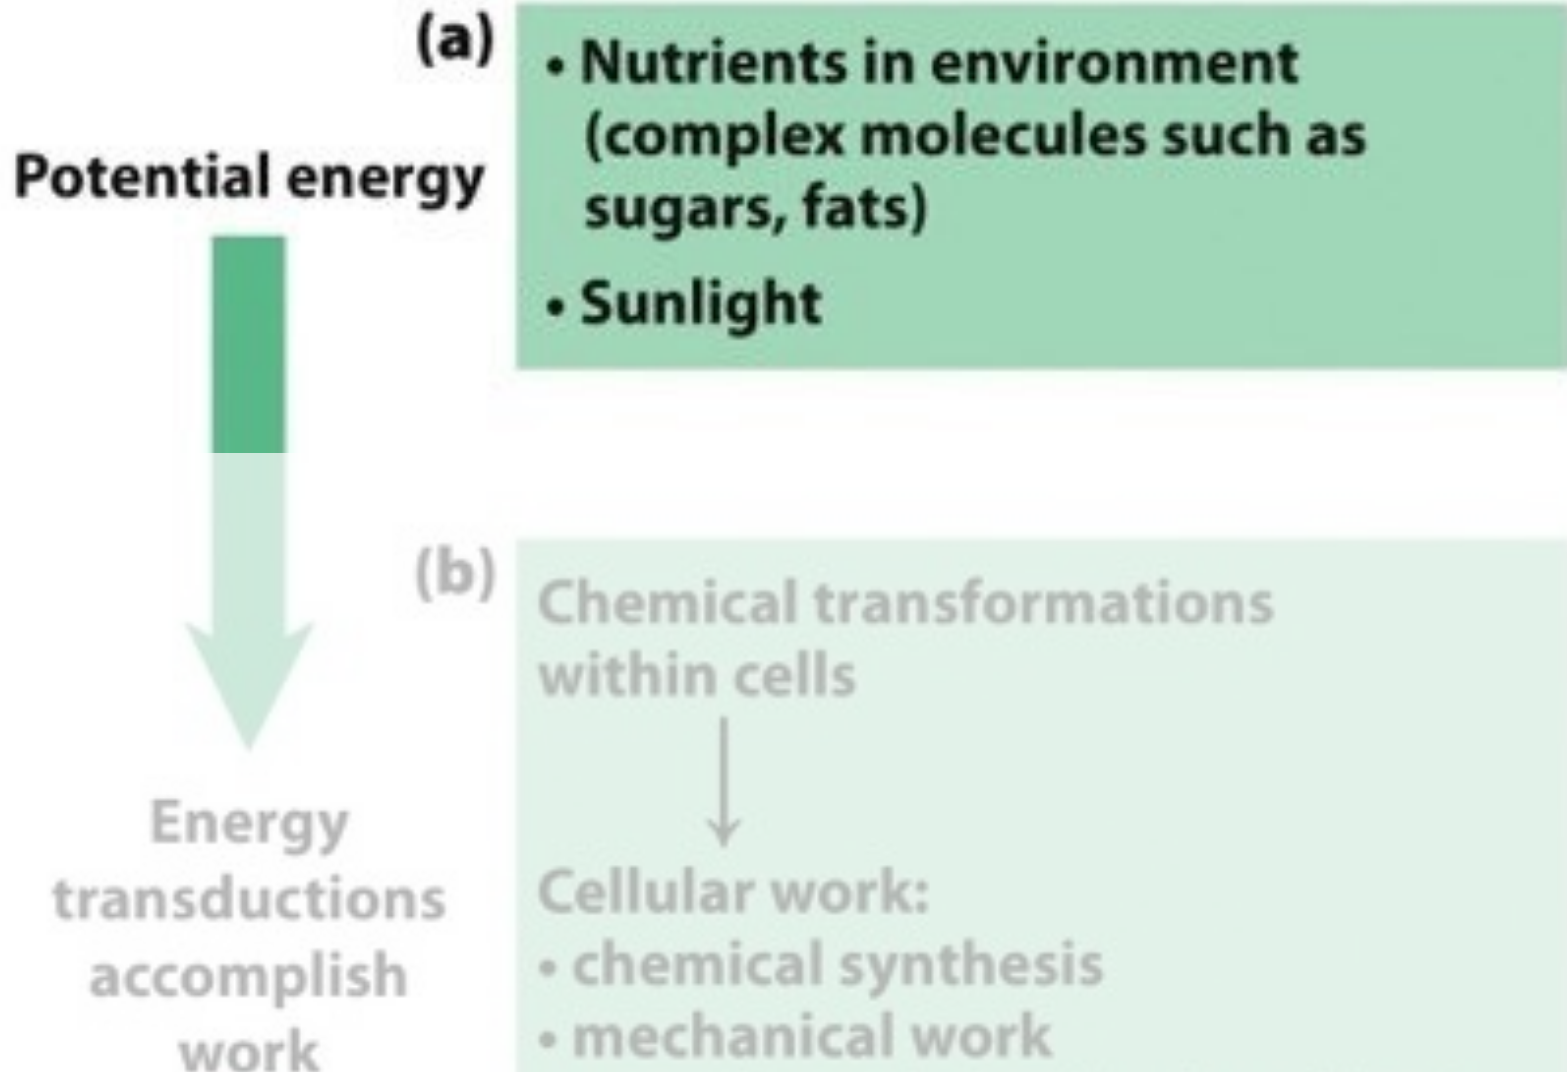 (a)
• Nutrients in environment
(complex molecules such as
sugars, fats)
• Sunlight
Potential energy
(b)
Chemical transformations
within cells
Cellular work:
• chemical synthesis
• mechanical work
Energy
transductions
accomplish
work